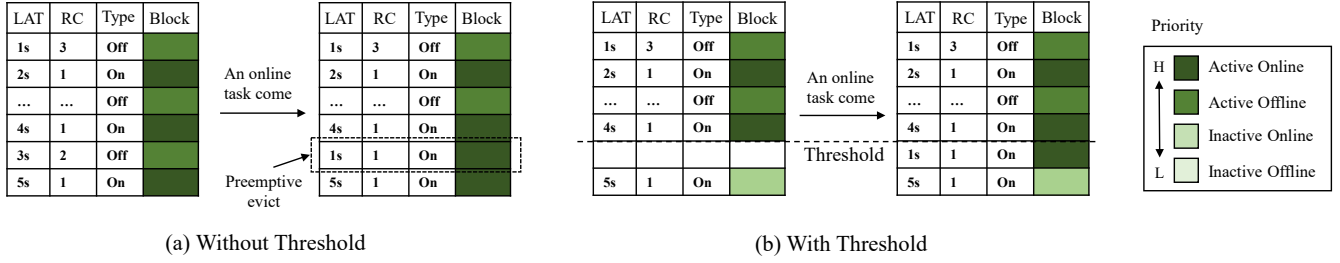 LAT RC Type Block
1s 3 Off
2s 1 On
... ... Off
4s 1 On
3s 2 Off
5s 1 On
An online
task come
LAT RC Type Block
1s 3 Off
2s 1 On
... ... Off
4s 1 On
1s 1 On
5s 1 On
Preemptive
evict
(a) Without Threshold
LAT RC Type Block
1s 3 Off
2s 1 On
... ... Off
4s 1 On
5s 1 On
An online
task come
Threshold
LAT RC Type Block
1s 3 Off
2s 1 On
... ... Off
4s 1 On
1s 1 On
5s 1 On
(b) With Threshold
Priority
H
L
Active Online
Active Offline
Inactive Online
Inactive Offline